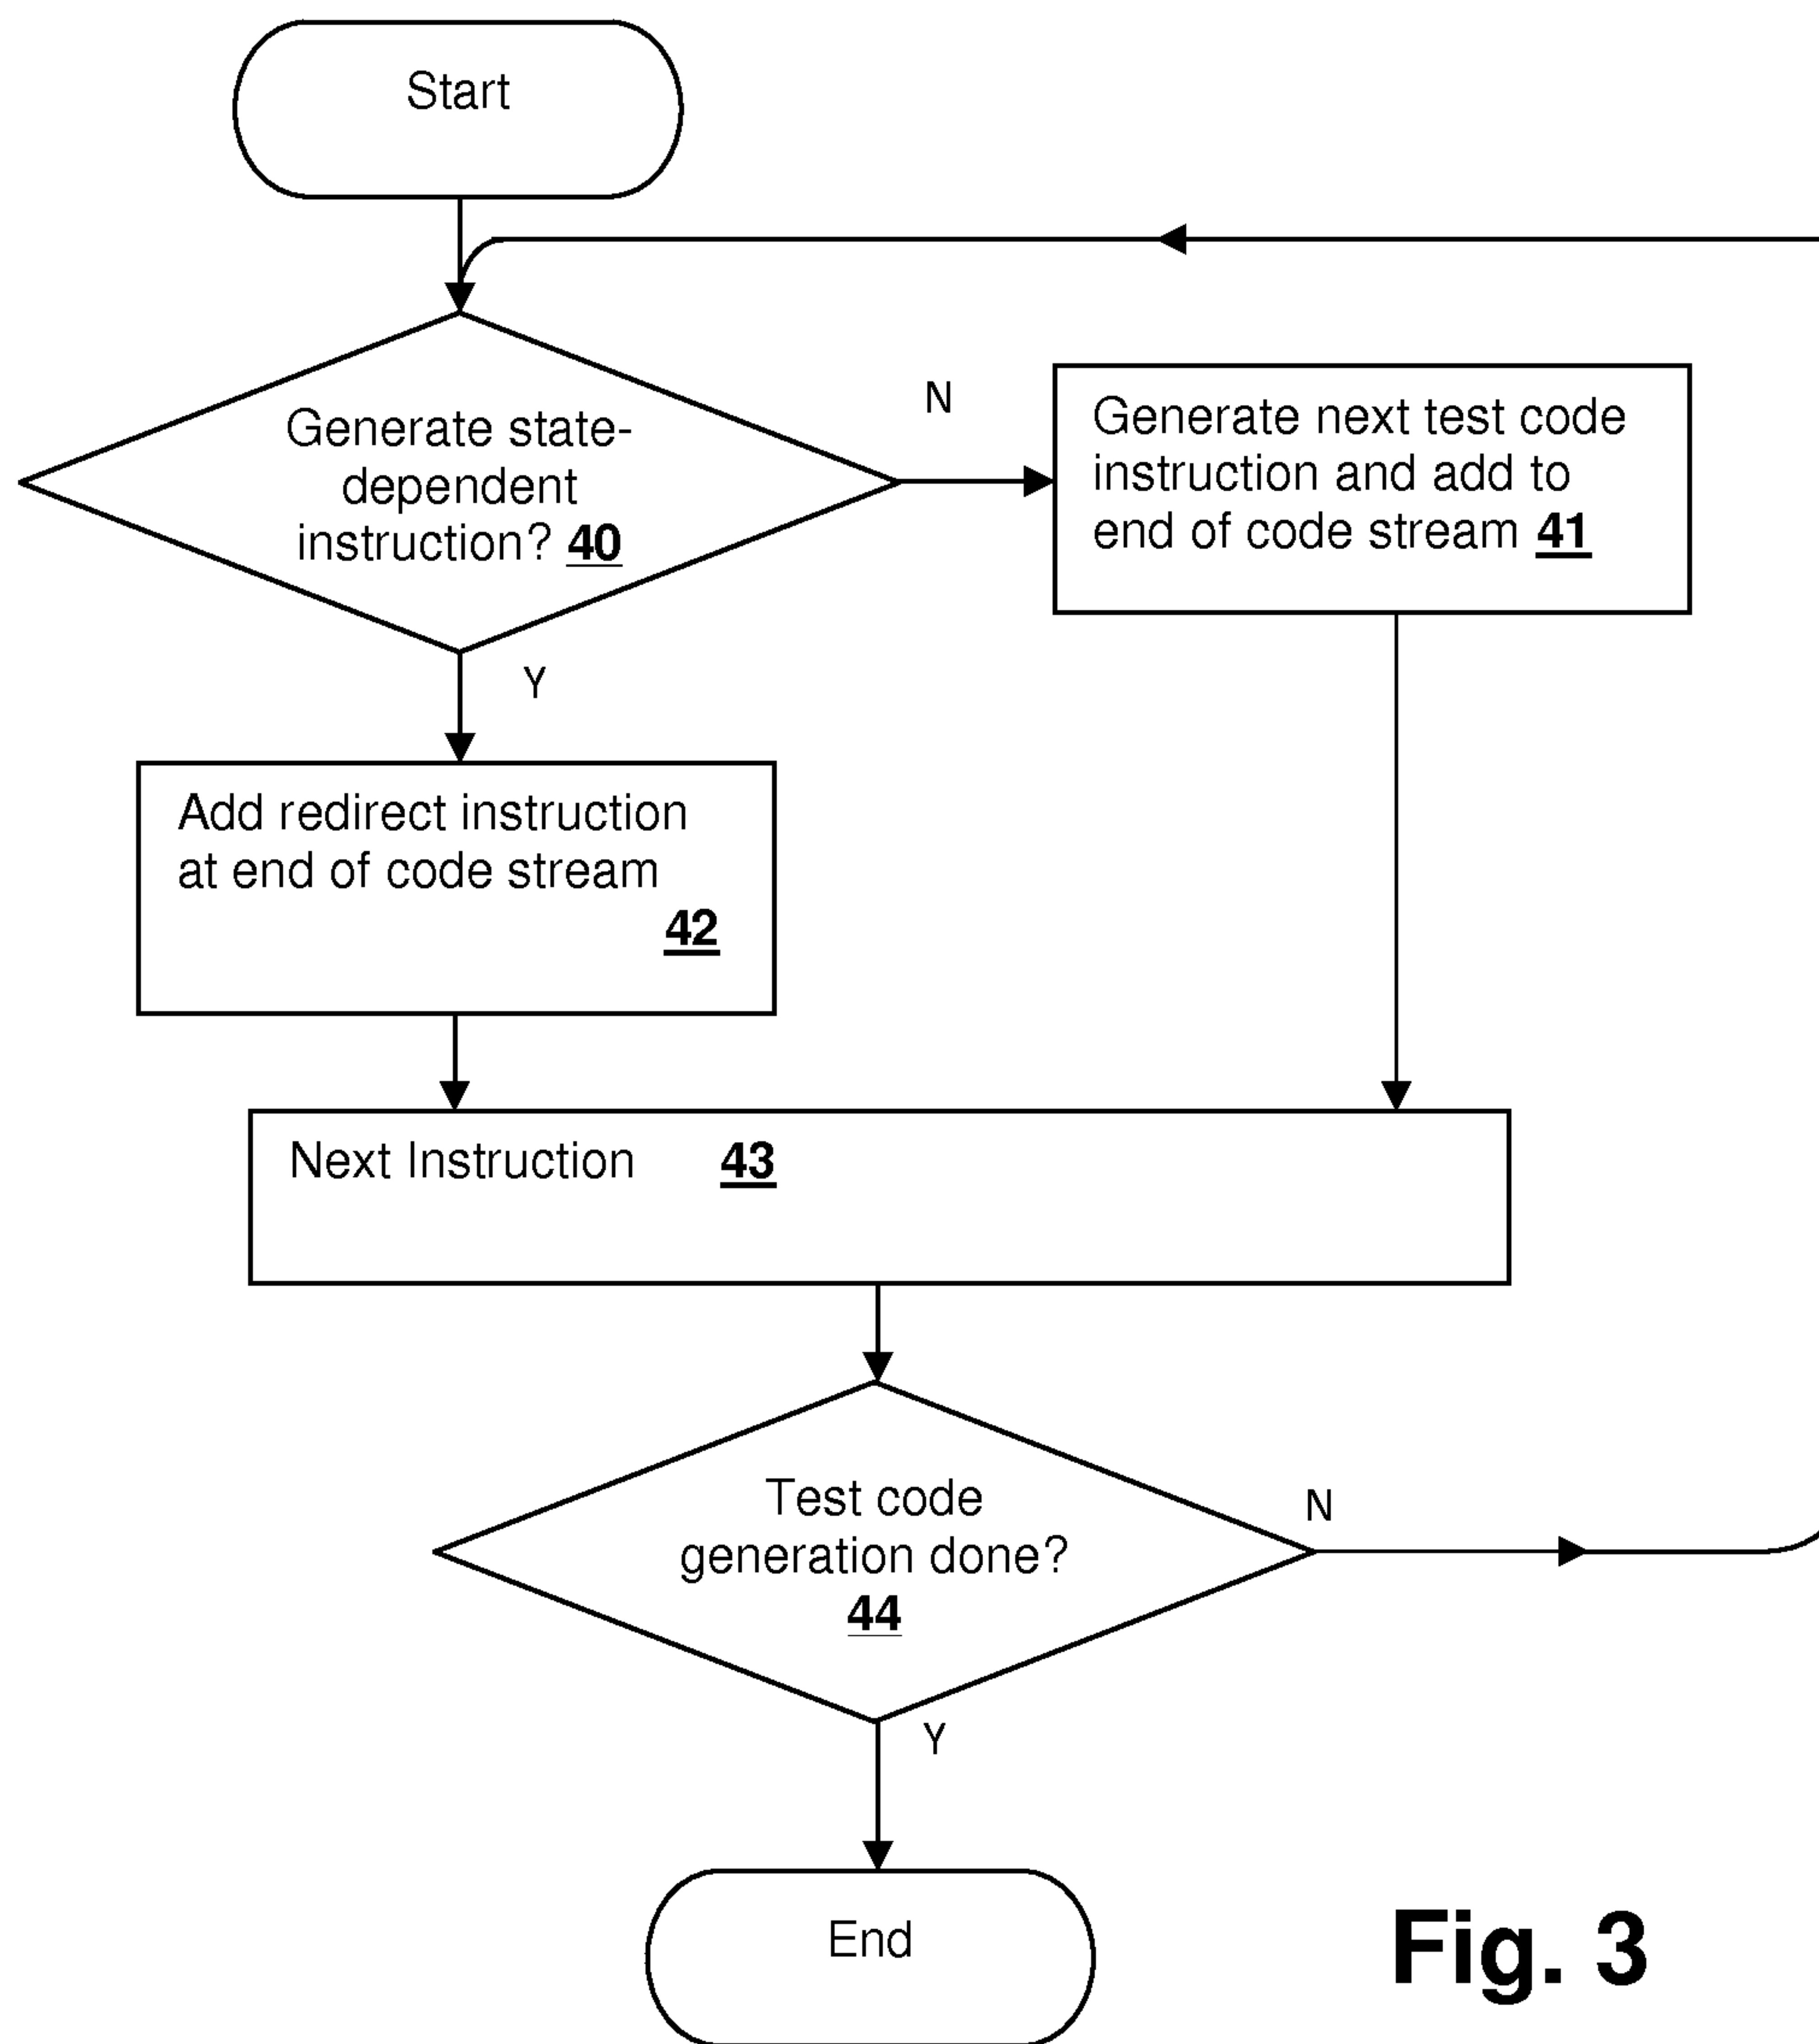 Start
Generate state-
dependent
instruction? 40
N
Generate next test code
instruction and add to
end of code stream 41
Y
Add redirect instruction
at end of code stream
42
Next Instruction 43
Test code
generation done?
44
N
Y
End
Fig. 3